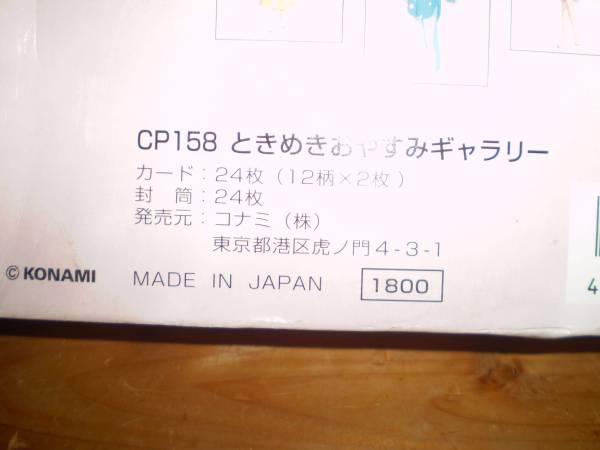 CP158 ときめきおやすみギャラリー
カード：24枚（12柄×2枚）
封　筒：24枚
発売元：コナミ（株）
東京都港区虎ノ門4-3-1
©KONAMI MADE IN JAPAN 1800
4